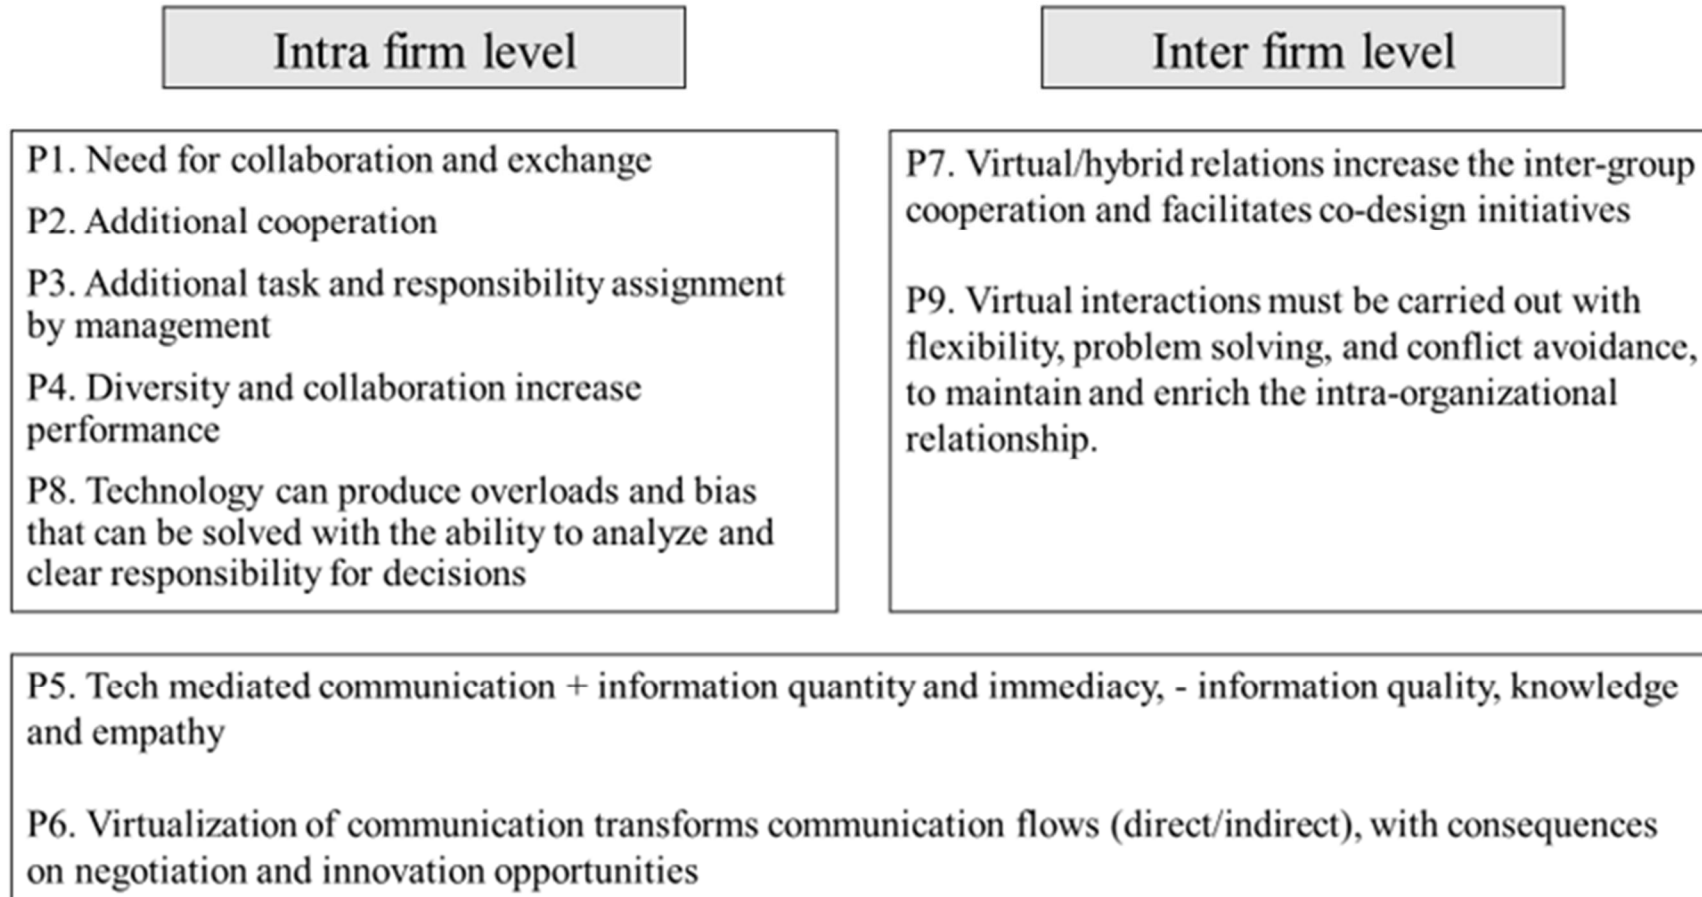 Intra firm level
Inter firm level
P1. Need for collaboration and exchange
P2. Additional cooperation
P3. Additional task and responsibility assignment
by management
P4. Diversity and collaboration increase
performance
P8. Technology can produce overloads and bias
that can be solved with the ability to analyze and
clear responsibility for decisions
P7. Virtual/hybrid relations increase the inter-group
cooperation and facilitates co-design initiatives
P9. Virtual interactions must be carried out with
flexibility, problem solving, and conflict avoidance,
to maintain and enrich the intra-organizational
relationship.
P5. Tech mediated communication + information quantity and immediacy, - information quality, knowledge
and empathy
P6. Virtualization of communication transforms communication flows (direct/indirect), with consequences
on negotiation and innovation opportunities